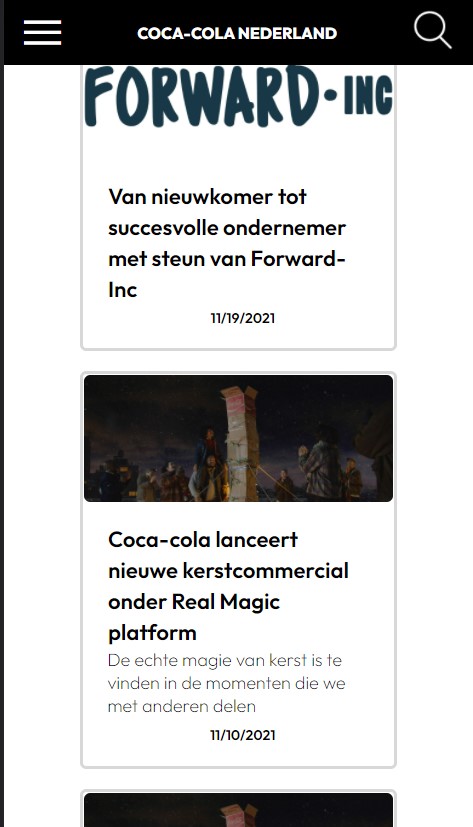 COCA-COLA NEDERLAND
FORWARD·INC
Van nieuwkomer tot
succesvolle ondernemer
met steun van Forward-
Inc
11/19/2021
Coca-cola lanceert
nieuwe kerstcommercial
onder Real Magic
platform
De echte magie van kerst is te
vinden in de momenten die we
met anderen delen
11/10/2021